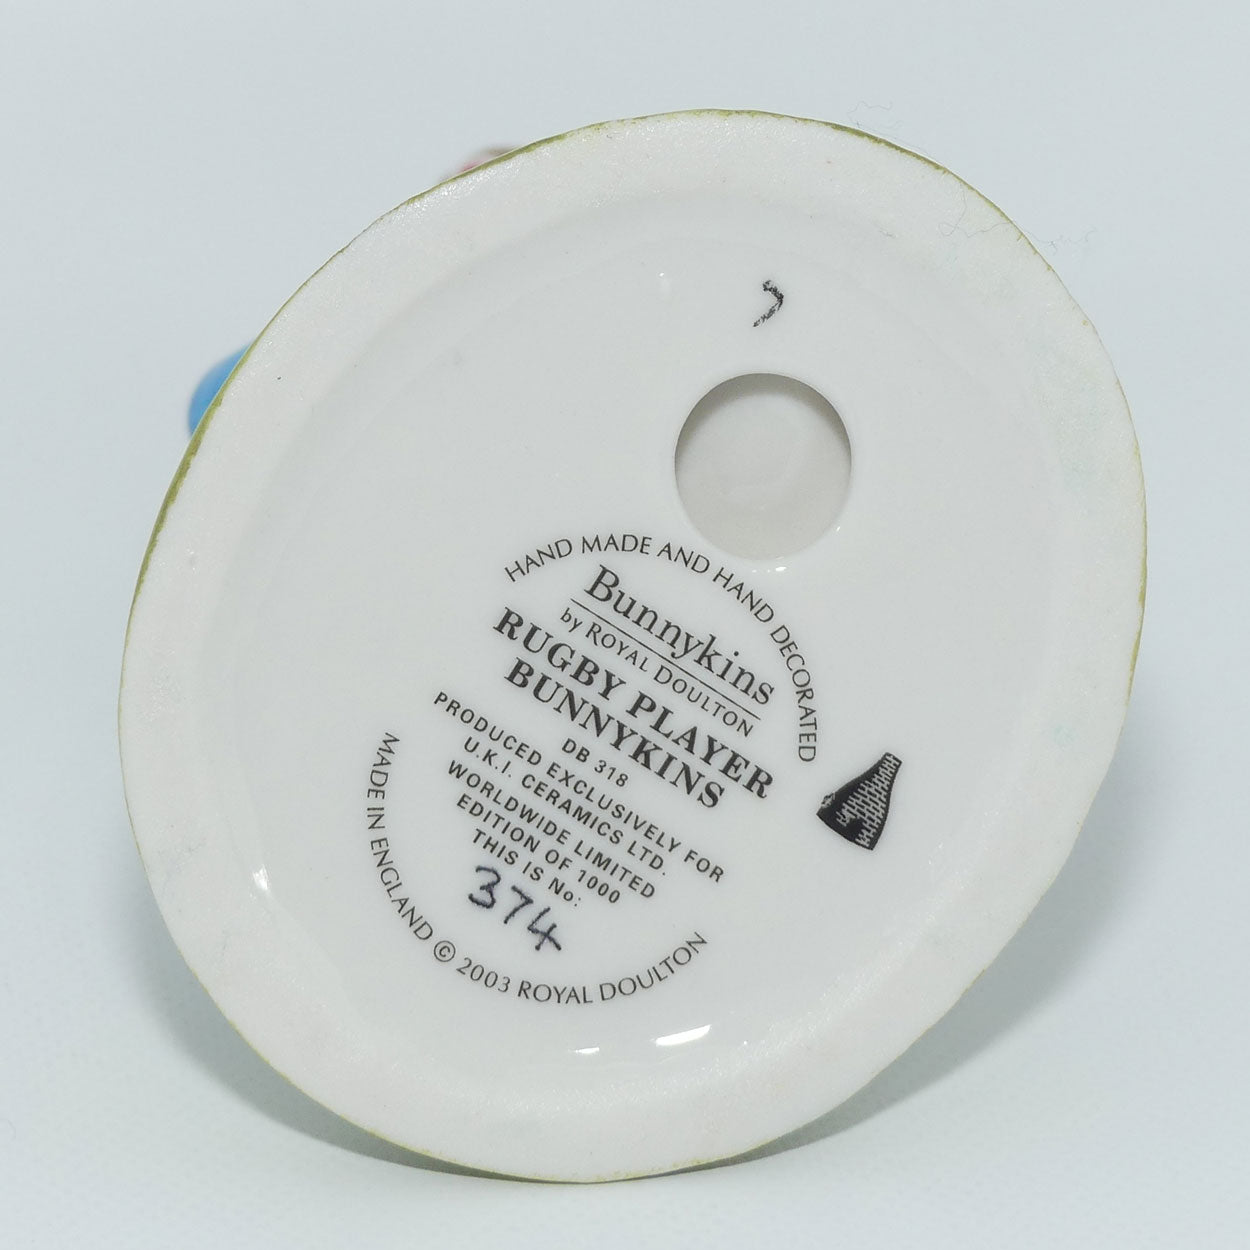 HAND MADE AND HAND DECORATED
Bunnykins
by ROYAL DOULTON
RUGBY PLAYER
BUNNYKINS
DB 318
PRODUCED EXCLUSIVELY FOR
U.K.I. CERAMICS LTD.
WORLDWIDE LIMITED
EDITION OF 1000
THIS IS No:
374
MADE IN ENGLAND © 2003 ROYAL DOULTON